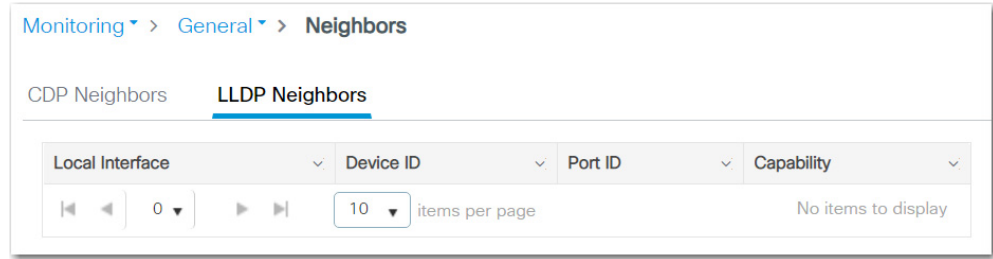 Monitoring > General > Neighbors
CDP Neighbors LLDP Neighbors
Local Interface Device ID Port ID Capability
0 10 items per page No items to display